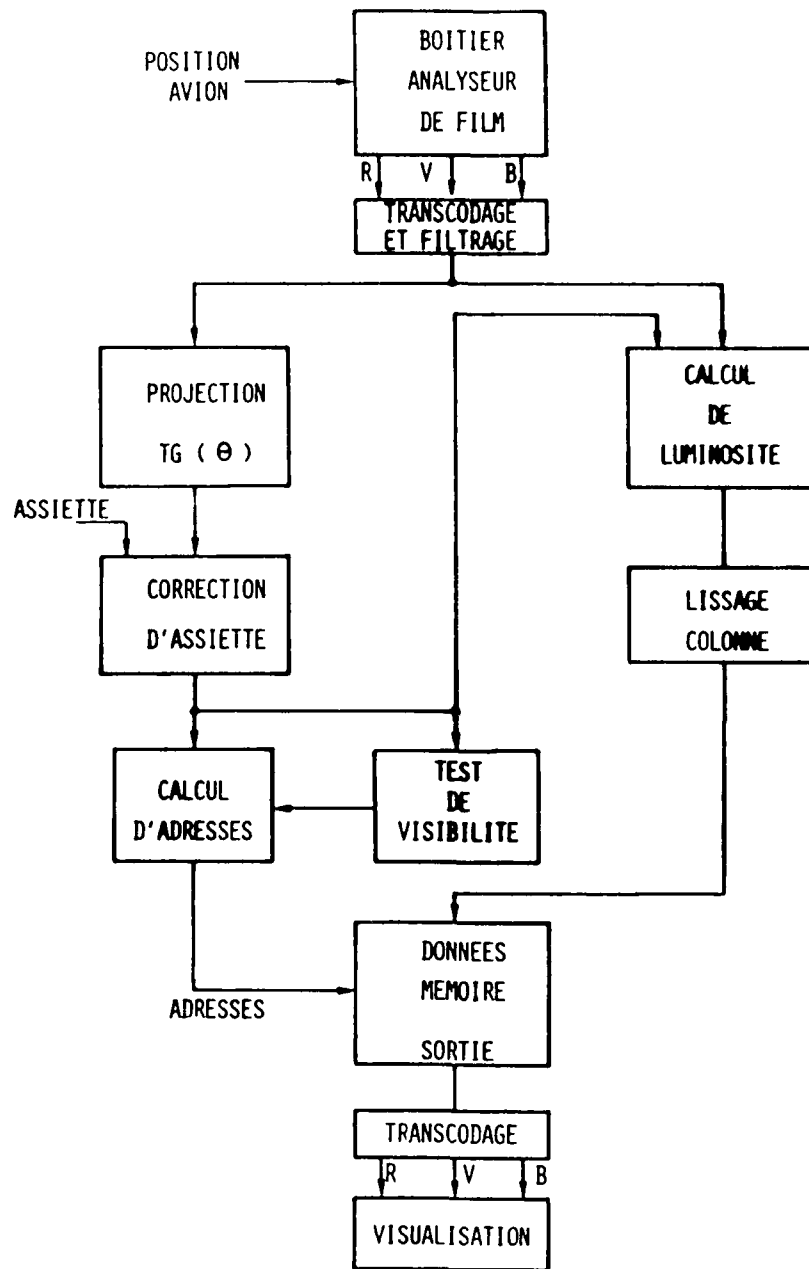 BOITIER
ANALYSEUR
DE FILM
POSITION
AVION
R V B
TRANSCODAGE
ET FILTRAGE
PROJECTION
TG ( θ )
CALCUL
DE
LUMINOSITE
ASSIETTE
CORRECTION
D'ASSIETTE
LISSAGE
COLONNE
CALCUL
D'ADRESSES
TEST
DE
VISIBILITE
DONNEES
MEMOIRE
SORTIE
ADRESSES
TRANSCODAGE
R V B
VISUALISATION